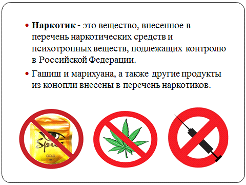 • Наркотик - это вещество, внесенное в
перечень наркотических средств и
психотропных веществ, подлежащих контролю
в Российской Федерации.
• Гашиш и марихуана, а также другие продукты
из конопли внесены в перечень наркотиков.